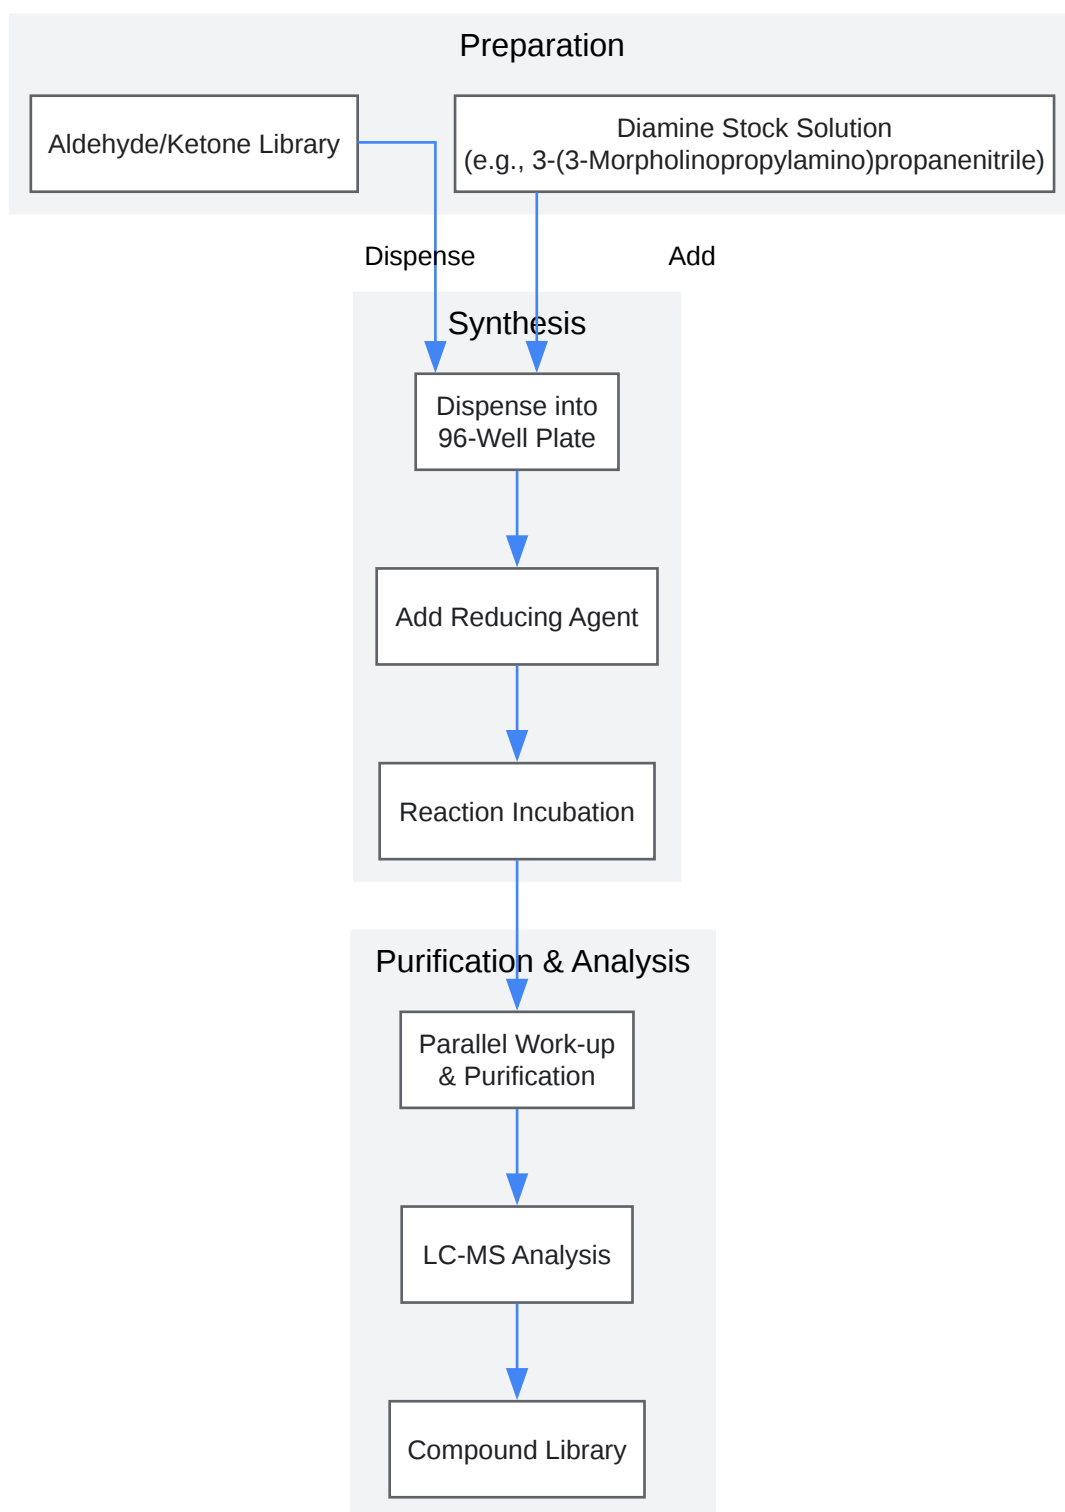 Preparation
Aldehyde/Ketone Library
Diamine Stock Solution
(e.g., 3-(3-Morpholinopropylamino)propanenitrile)
Dispense
Add
Synthesis
Dispense into
96-Well Plate
Add Reducing Agent
Reaction Incubation
Purification & Analysis
Parallel Work-up
& Purification
LC-MS Analysis
Compound Library